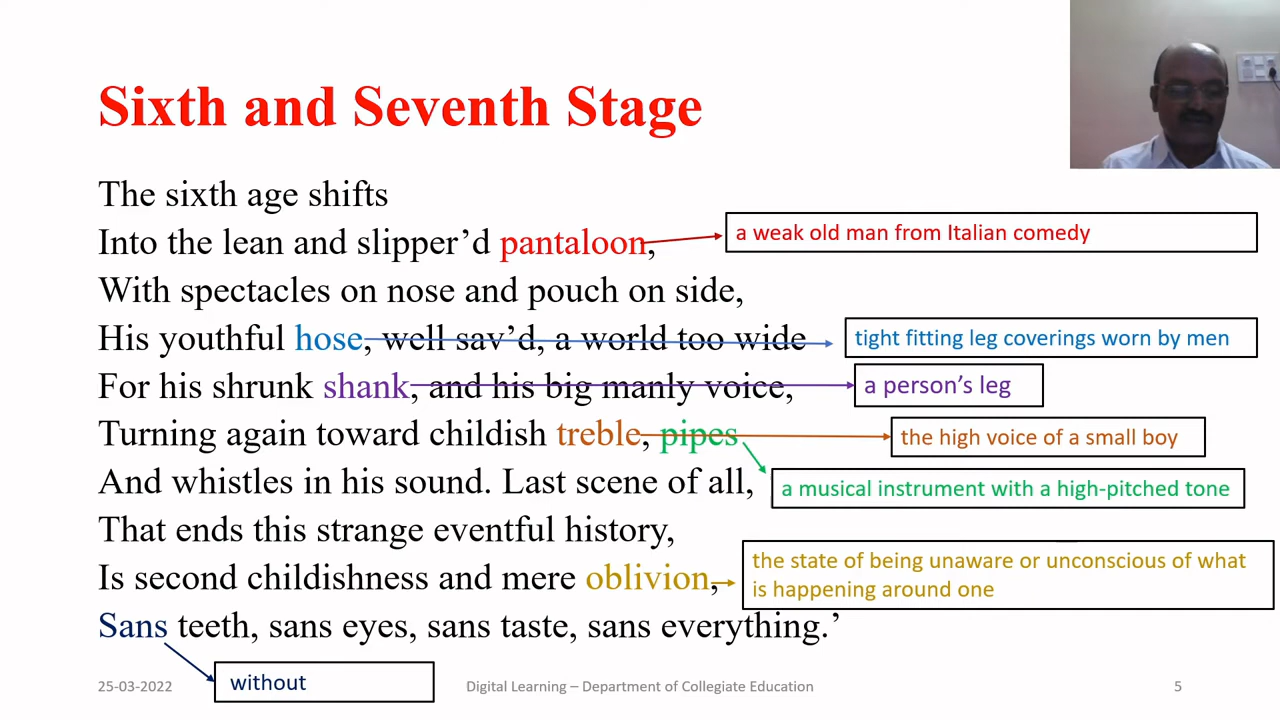 Sixth and Seventh Stage
The sixth age shifts
Into the lean and slipper’d pantaloon,
a weak old man from Italian comedy
With spectacles on nose and pouch on side,
His youthful hose, well sav’d, a world too wide
tight fitting leg coverings worn by men
For his shrunk shank, and his big manly voice,
a person’s leg
Turning again toward childish treble, pipes
the high voice of a small boy
And whistles in his sound. Last scene of all,
a musical instrument with a high-pitched tone
That ends this strange eventful history,
Is second childishness and mere oblivion,
the state of being unaware or unconscious of what
is happening around one
Sans teeth, sans eyes, sans taste, sans everything.’
without
25-03-2022
Digital Learning – Department of Collegiate Education
5